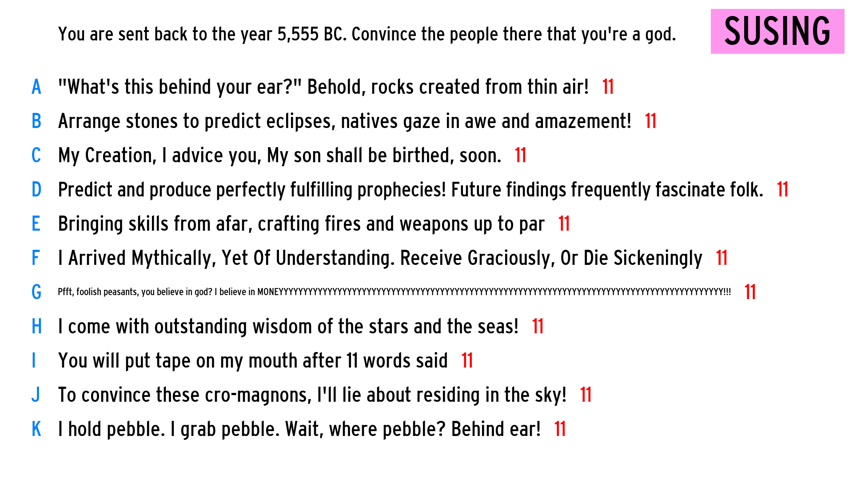 You are sent back to the year 5,555 BC. Convince the people there that you're a god.
SUSING
A "What's this behind your ear?" Behold, rocks created from thin air! 11
B Arrange stones to predict eclipses, natives gaze in awe and amazement! 11
C My Creation, I advice you, My son shall be birthed, soon. 11
D Predict and produce perfectly fulfilling prophecies! Future findings frequently fascinate folk. 11
E Bringing skills from afar, crafting fires and weapons up to par 11
F I Arrived Mythically, Yet Of Understanding. Receive Graciously, Or Die Sickeningly 11
G Pfft, foolish peasants, you believe in god? I believe in MONEYYYYYYYYYYYYYYYYYYYYYYYYYYYYYYYYYYYYYYYYYYYYYYYYYYYYYYYYYYYYYYYYYYYYYYYYYYYYYYYYYYYYYYYYYY!!! 11
H I come with outstanding wisdom of the stars and the seas! 11
I You will put tape on my mouth after 11 words said 11
J To convince these cro-magnons, I'll lie about residing in the sky! 11
K I hold pebble. I grab pebble. Wait, where pebble? Behind ear! 11